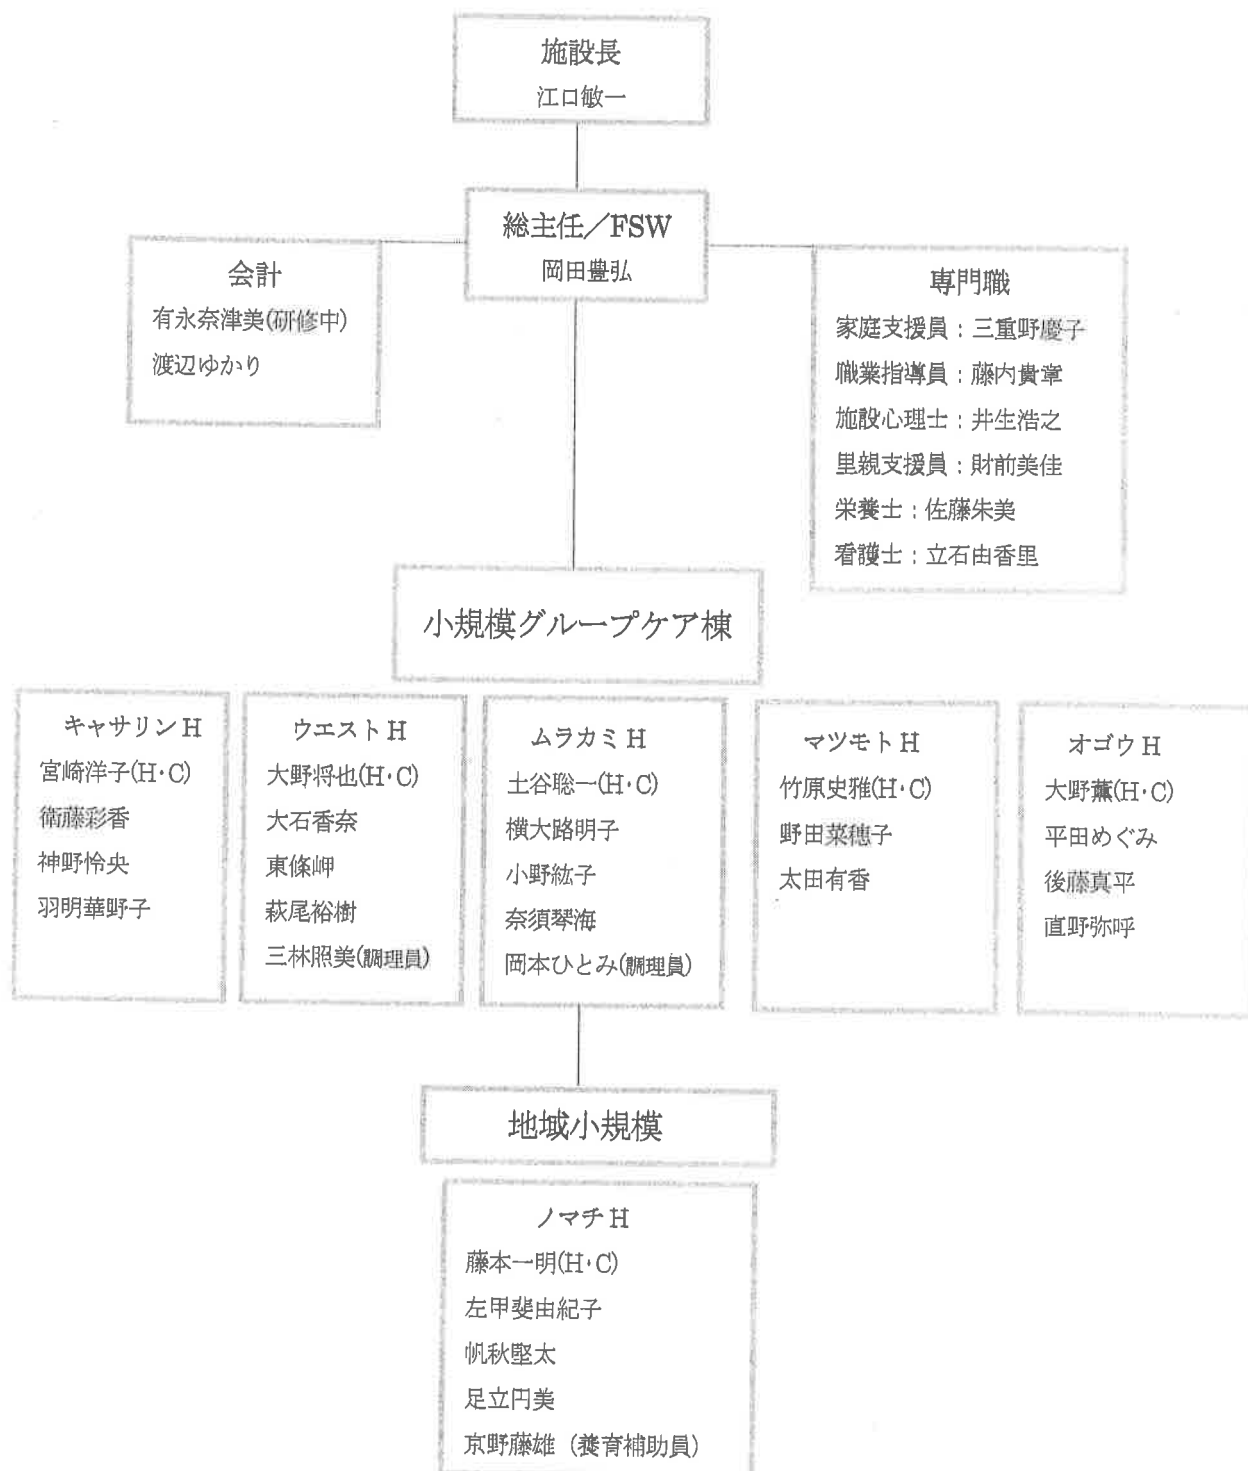 施設長
江口敏一
総主任／FSW
岡田豊弘
会計
有永奈津美(研修中)
渡辺ゆかり
専門職
家庭支援員：三重野慶子
職業指導員：藤内貴章
施設心理士：井生浩之
里親支援員：財前美佳
栄養士：佐藤朱美
看護士：立石由香里
小規模グループケア棟
キャサリンH
宮崎洋子(H・C)
衛藤彩香
神野怜央
羽明華野子
ウエストH
大野将也(H・C)
大石香奈
東條岬
萩尾裕樹
三林照美(調理員)
ムラカミH
土谷聡一(H・C)
横大路明子
小野紘子
奈須琴海
岡本ひとみ(調理員)
マツモトH
竹原史雅(H・C)
野田菜穂子
太田有香
オゴウH
大野薫(H・C)
平田めぐみ
後藤真平
直野弥呼
地域小規模
ノマチH
藤本一明(H・C)
左甲斐由紀子
帆秋堅太
足立円美
京野藤雄（養育補助員）